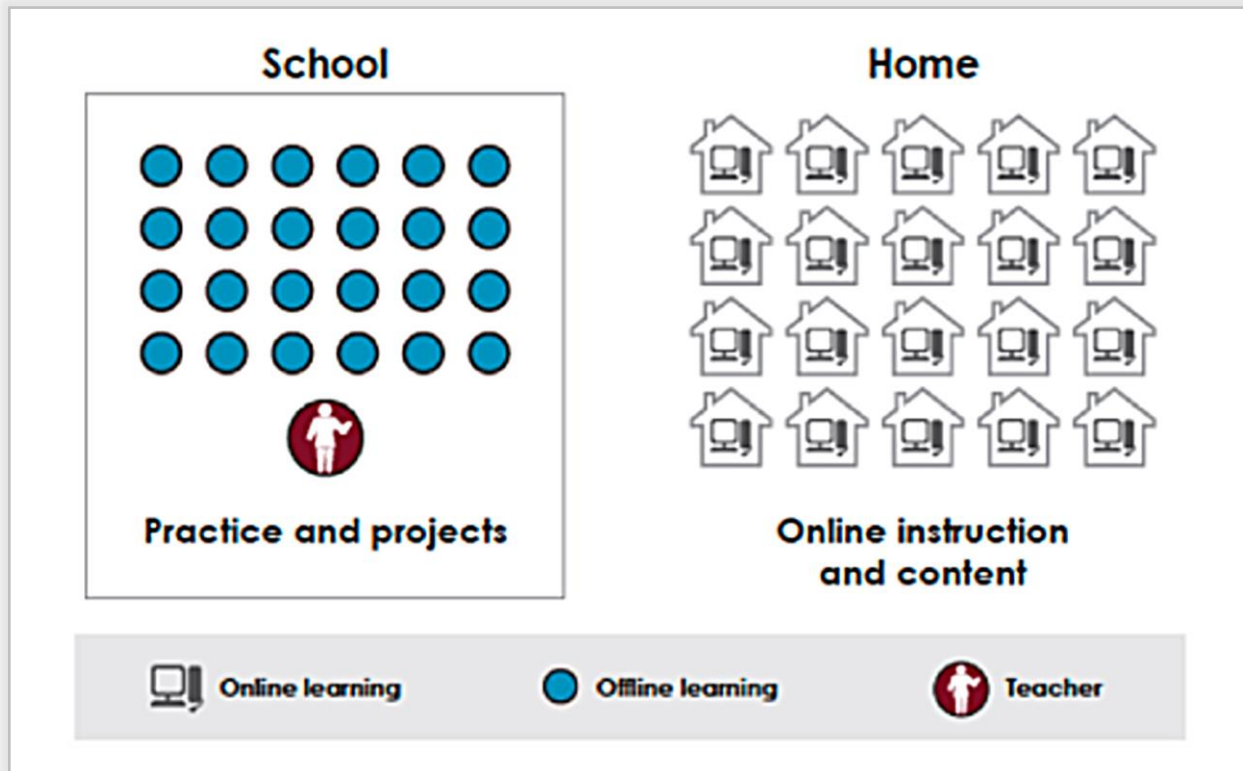 School
Home
Practice and projects
Online instruction
and content
Online learning
Offline learning
Teacher